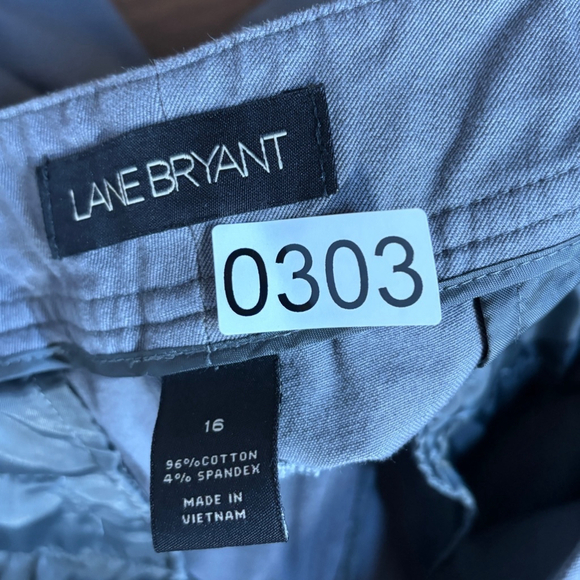 LANE BRYANT
0303
16
96% COTTON
4% SPANDEX
MADE IN
VIETNAM